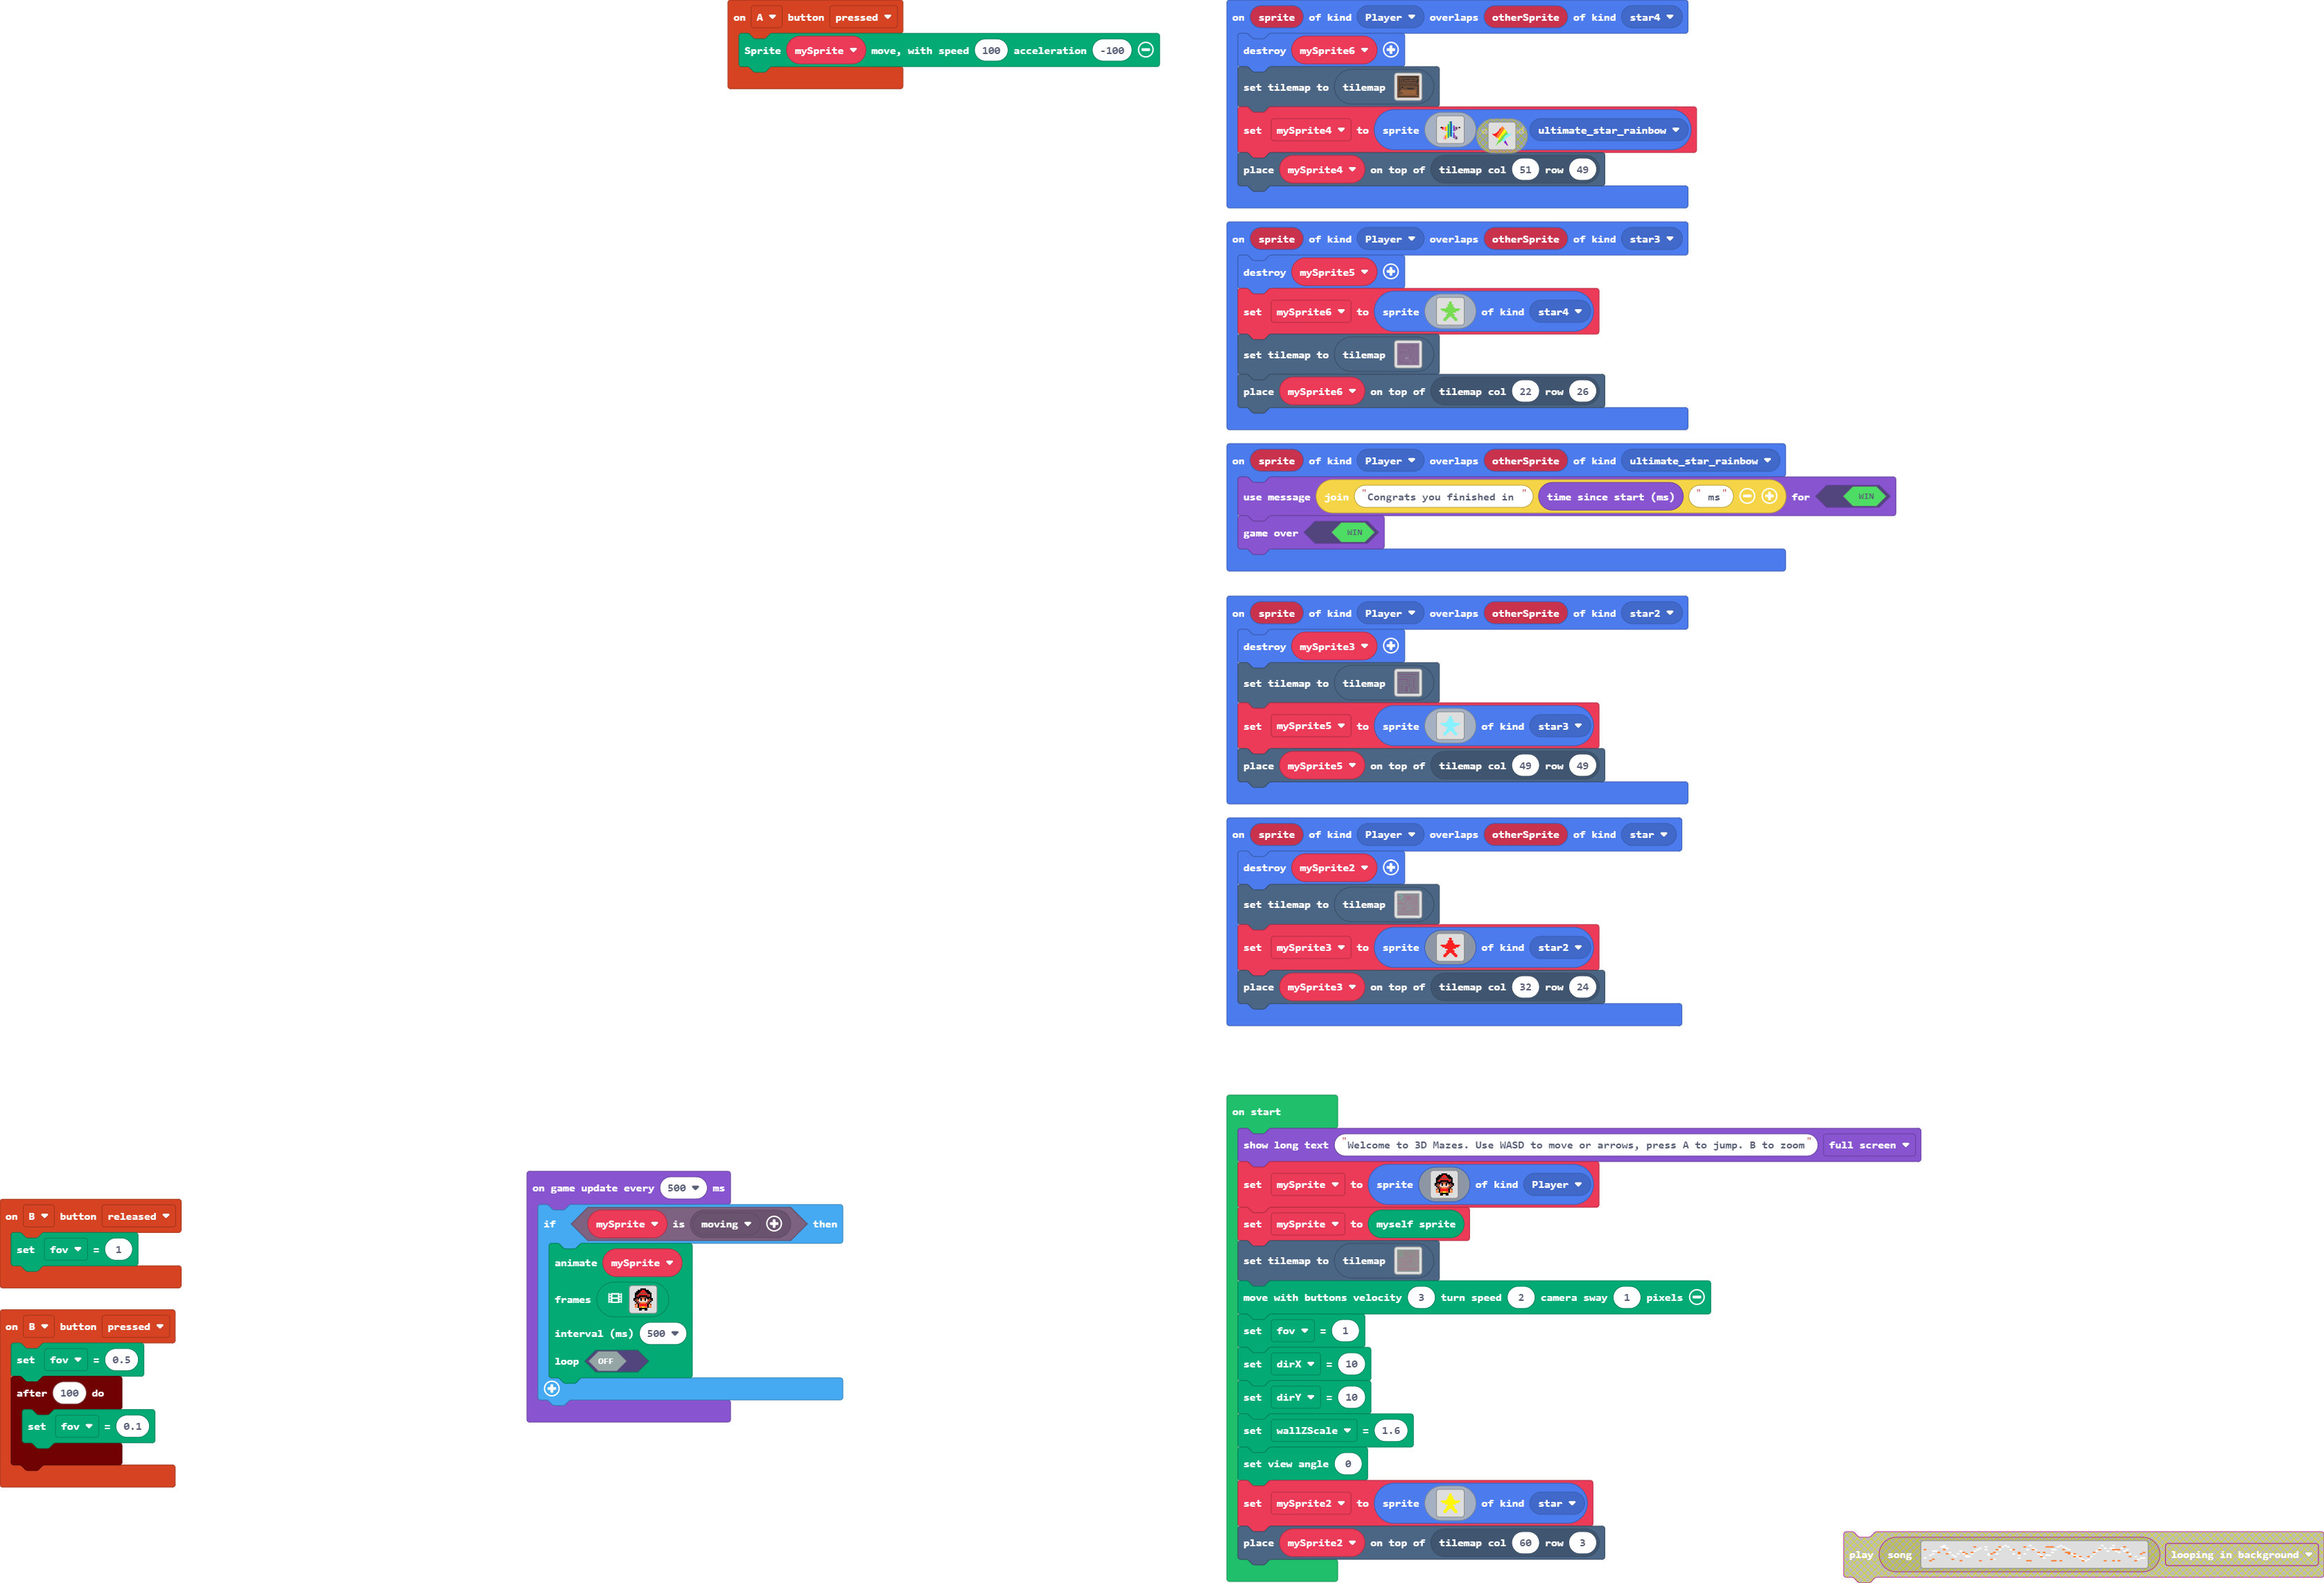 on A button pressed
Sprite mySprite move, with speed 100 acceleration -100
on sprite of kind Player overlaps otherSprite of kind star4
destroy mySprite6
set tilemap to tilemap
set mySprite4 to sprite ultimate_star_rainbow
place mySprite4 on top of tilemap col 51 row 49
on sprite of kind Player overlaps otherSprite of kind star3
destroy mySprite5
set mySprite6 to sprite of kind star4
set tilemap to tilemap
place mySprite6 on top of tilemap col 22 row 26
on sprite of kind Player overlaps otherSprite of kind ultimate_star_rainbow
use message join "Congrats you finished in " time since start (ms) " ms" for WIN
game over WIN
on sprite of kind Player overlaps otherSprite of kind star2
destroy mySprite3
set tilemap to tilemap
set mySprite5 to sprite of kind star3
place mySprite5 on top of tilemap col 49 row 49
on sprite of kind Player overlaps otherSprite of kind star
destroy mySprite2
set tilemap to tilemap
set mySprite3 to sprite of kind star2
place mySprite3 on top of tilemap col 32 row 24
on B button released
set fov = 1
on B button pressed
set fov = 0.5
after 100 do
set fov = 0.1
on game update every 500 ms
if mySprite is moving then
animate mySprite
frames
interval (ms) 500
loop OFF
on start
show long text "Welcome to 3D Mazes. Use WASD to move or arrows, press A to jump. B to zoom" full screen
set mySprite to sprite of kind Player
set mySprite to myself sprite
set tilemap to tilemap
move with buttons velocity 3 turn speed 2 camera sway 1 pixels
set fov = 1
set dirX = 10
set dirY = 10
set wallZScale = 1.6
set view angle 0
set mySprite2 to sprite of kind star
place mySprite2 on top of tilemap col 60 row 3
play song looping in background